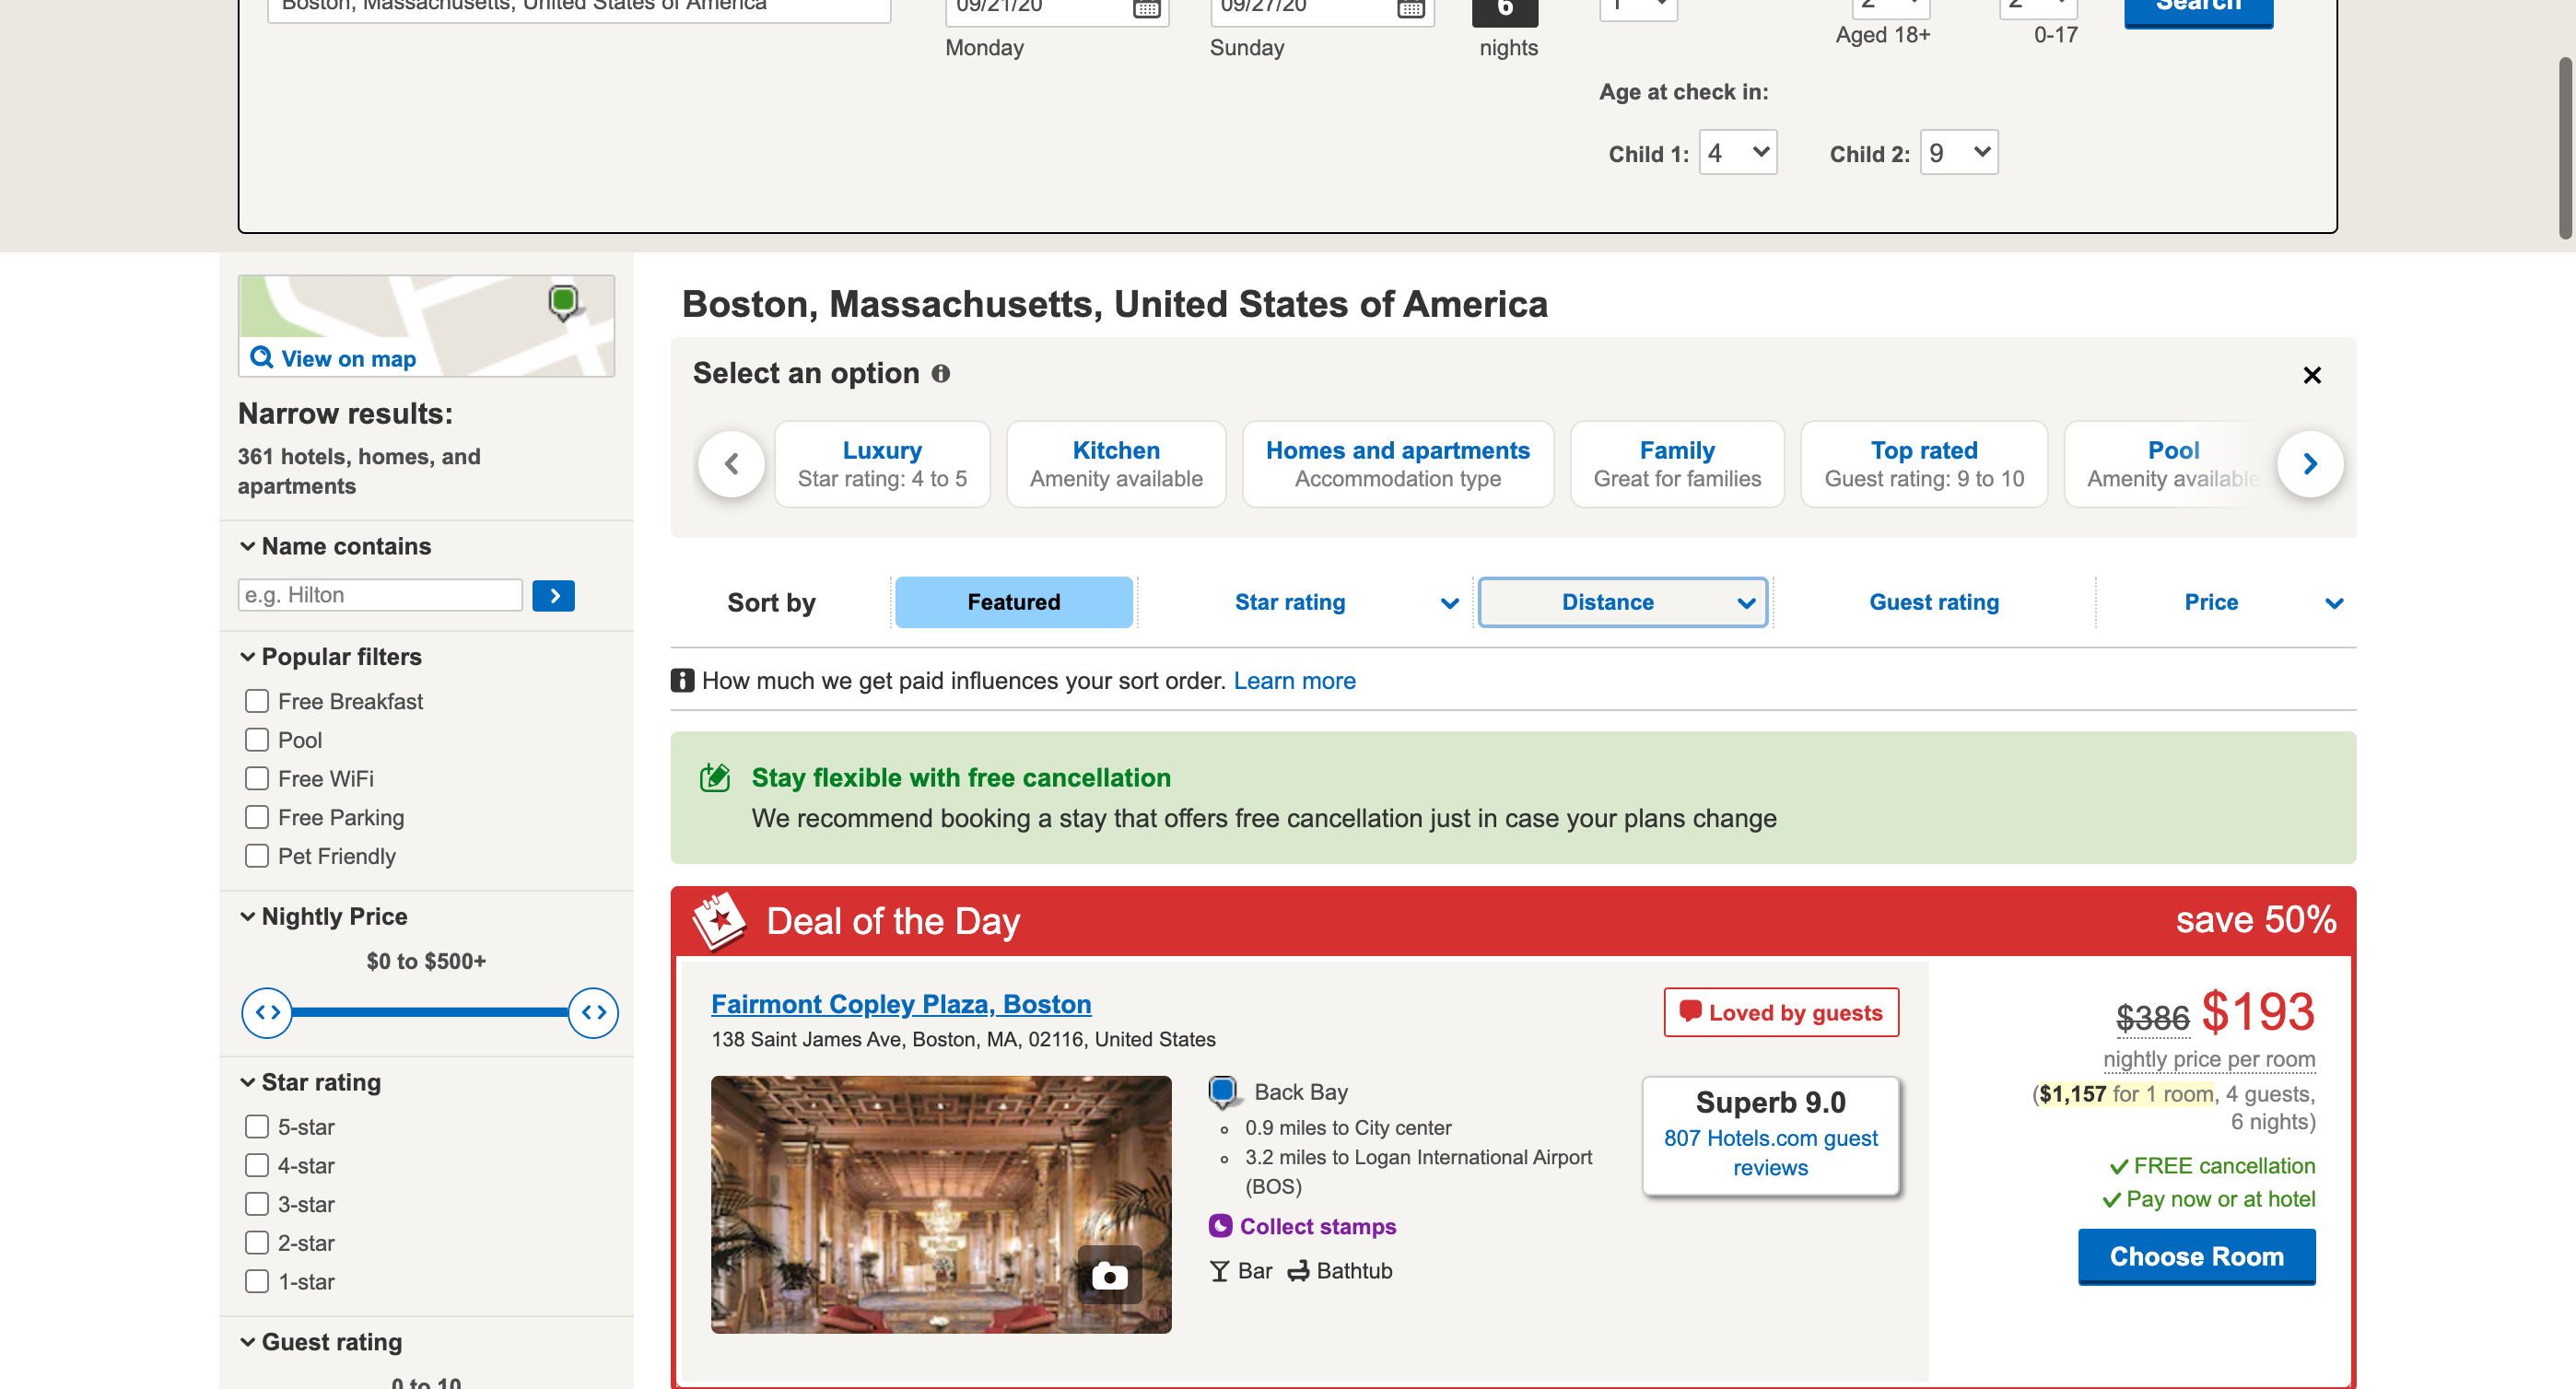 Boston, Massachusetts, United States of America
09/21/20
09/27/20
6
1
2
2
Search
Monday
Sunday
nights
Aged 18+
0-17
Age at check in:
Child 1: 4
Child 2: 9
View on map
Narrow results:
361 hotels, homes, and
apartments
Name contains
e.g. Hilton
Popular filters
Free Breakfast
Pool
Free WiFi
Free Parking
Pet Friendly
Nightly Price
$0 to $500+
Star rating
5-star
4-star
3-star
2-star
1-star
Guest rating
0 to 10
Boston, Massachusetts, United States of America
Select an option
Luxury
Star rating: 4 to 5
Kitchen
Amenity available
Homes and apartments
Accommodation type
Family
Great for families
Top rated
Guest rating: 9 to 10
Pool
Amenity available
Sort by
Featured
Star rating
Distance
Guest rating
Price
How much we get paid influences your sort order. Learn more
Stay flexible with free cancellation
We recommend booking a stay that offers free cancellation just in case your plans change
Deal of the Day
save 50%
Fairmont Copley Plaza, Boston
138 Saint James Ave, Boston, MA, 02116, United States
Loved by guests
Back Bay
0.9 miles to City center
3.2 miles to Logan International Airport
(BOS)
Collect stamps
Bar Bathtub
Superb 9.0
807 Hotels.com guest
reviews
$386 $193
nightly price per room
($1,157 for 1 room, 4 guests,
6 nights)
FREE cancellation
Pay now or at hotel
Choose Room